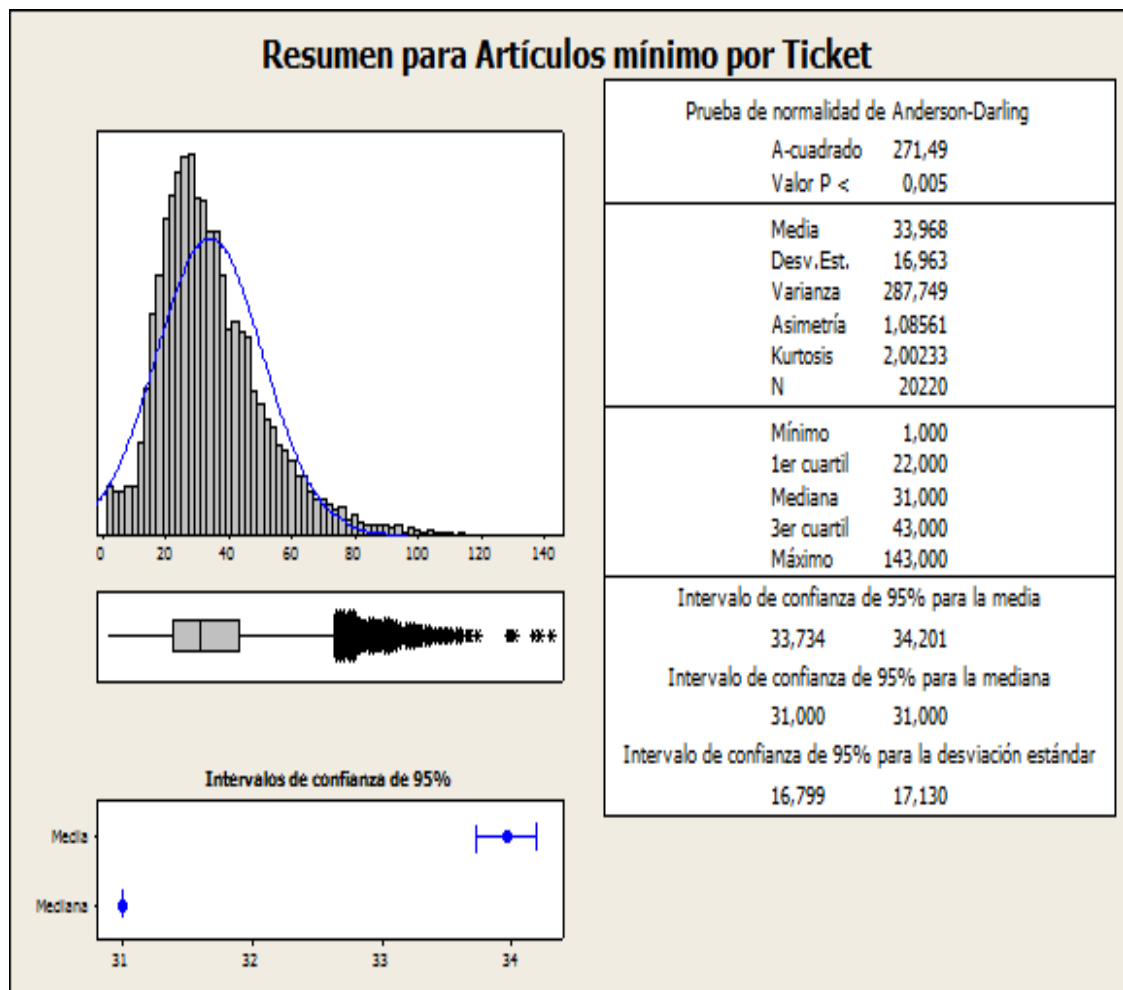 Resumen para Artículos mínimo por Ticket
0 20 40 60 80 100 120 140
Intervalos de confianza de 95%
Media
Mediana
31 32 33 34
Prueba de normalidad de Anderson-Darling
A-cuadrado 271,49
Valor P < 0,005
Media 33,968
Desv.Est. 16,963
Varianza 287,749
Asimetría 1,08561
Kurtosis 2,00233
N 20220
Mínimo 1,000
1er cuartil 22,000
Mediana 31,000
3er cuartil 43,000
Máximo 143,000
Intervalo de confianza de 95% para la media
33,734 34,201
Intervalo de confianza de 95% para la mediana
31,000 31,000
Intervalo de confianza de 95% para la desviación estándar
16,799 17,130